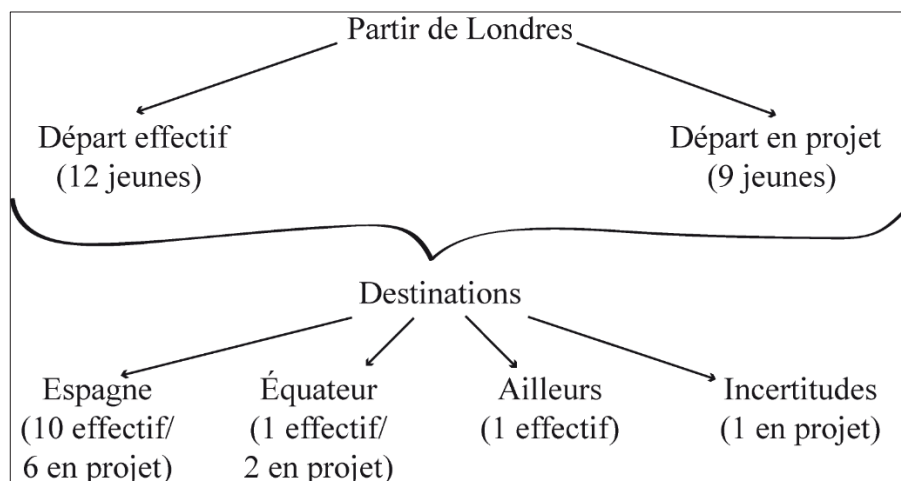 Partir de Londres
Départ effectif
(12 jeunes)
Départ en projet
(9 jeunes)
Destinations
Espagne
(10 effectif/
6 en projet)
Équateur
(1 effectif/
2 en projet)
Ailleurs
(1 effectif)
Incertitudes
(1 en projet)